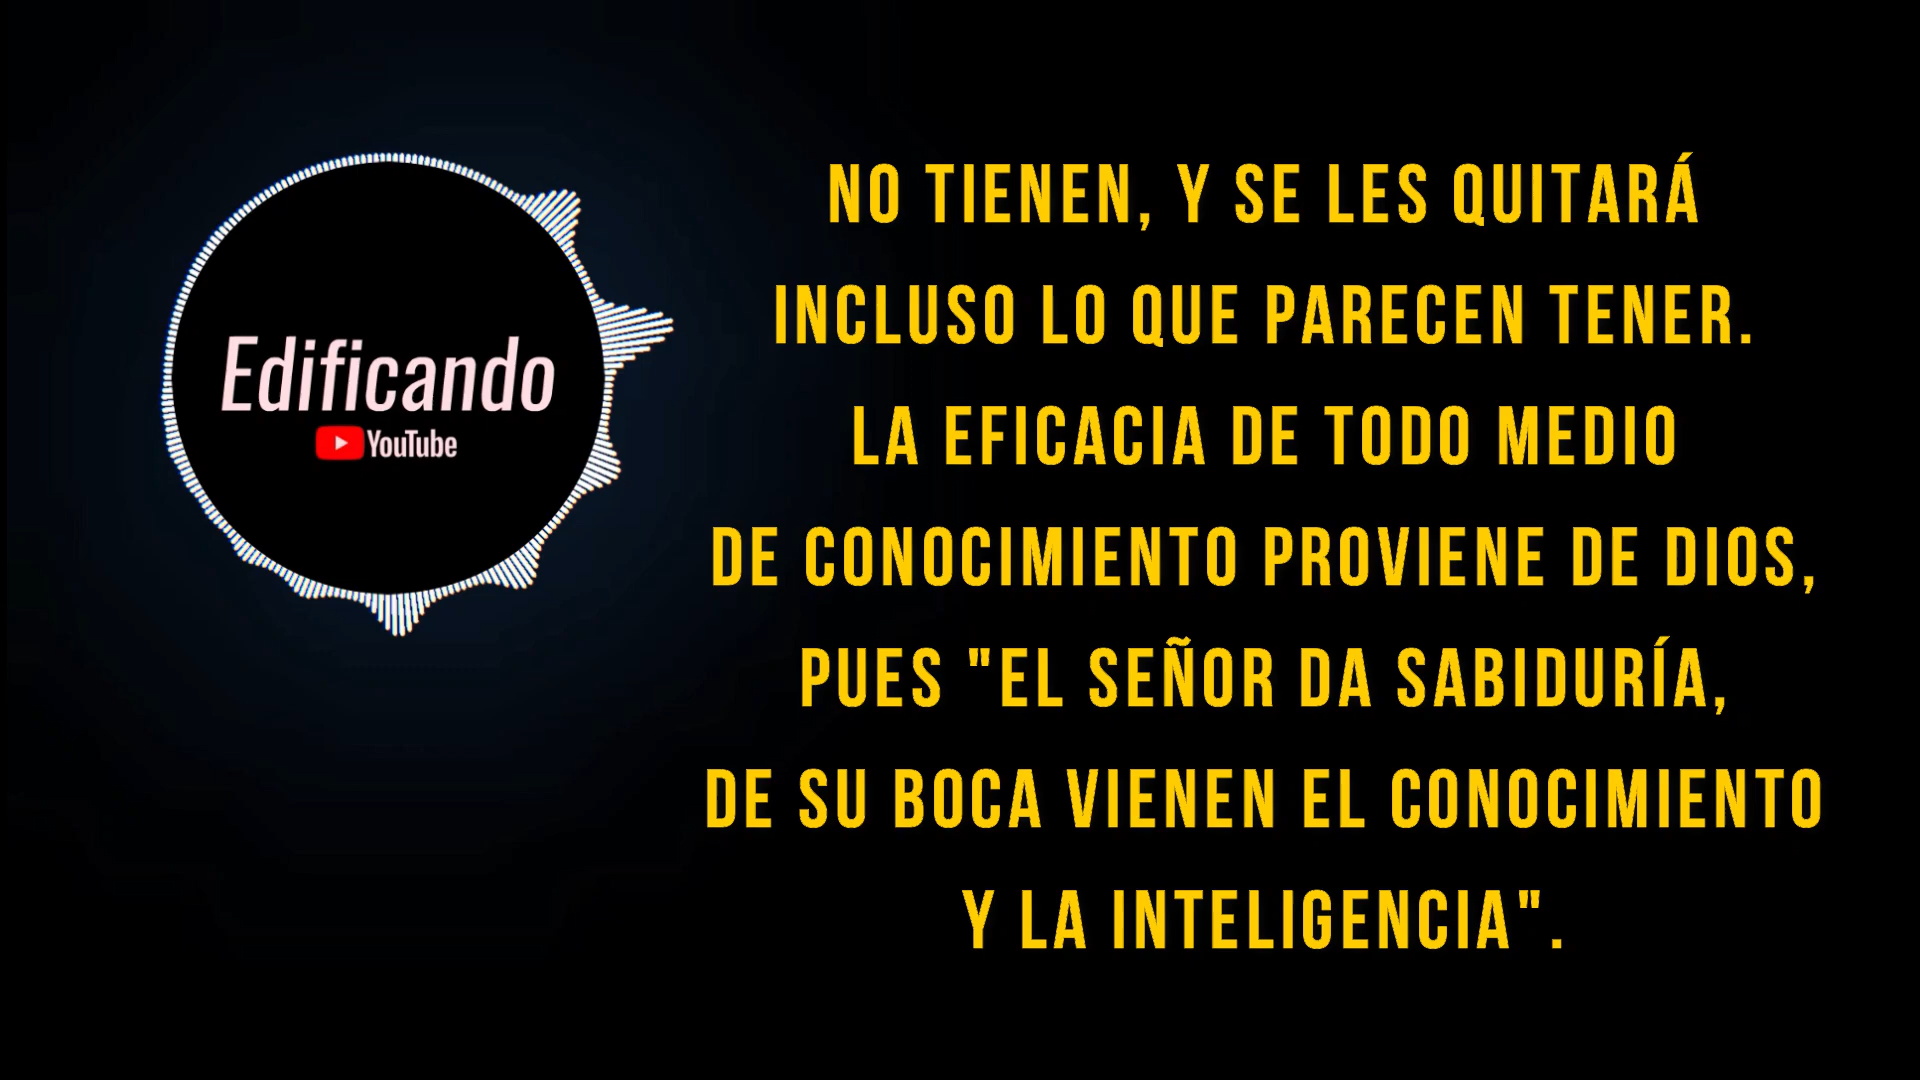 Edificando
YouTube
NO TIENEN, Y SE LES QUITARÁ
INCLUSO LO QUE PARECEN TENER.
LA EFICACIA DE TODO MEDIO
DE CONOCIMIENTO PROVIENE DE DIOS,
PUES "EL SEÑOR DA SABIDURÍA,
DE SU BOCA VIENEN EL CONOCIMIENTO
Y LA INTELIGENCIA".